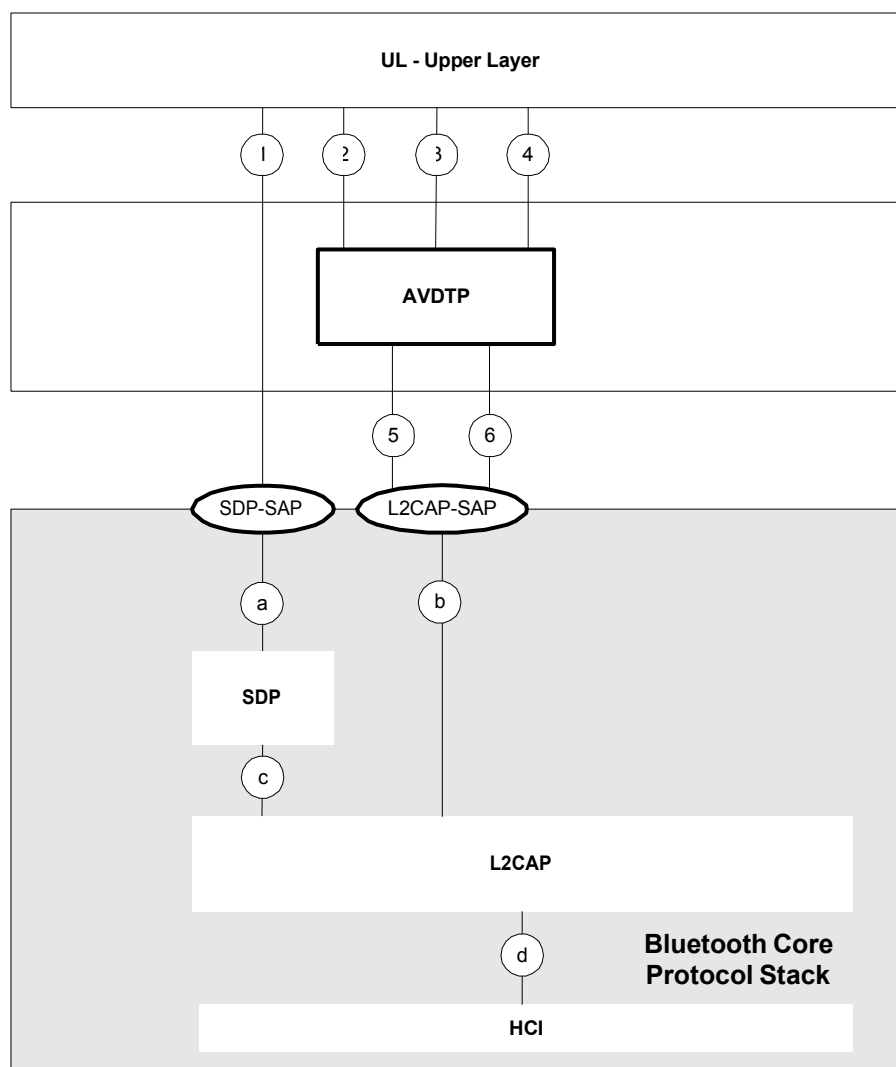 UL - Upper Layer
1 2 3 4
AVDTP
5 6
SDP-SAP L2CAP-SAP
a b
SDP
c
L2CAP
d
Bluetooth Core
Protocol Stack
HCI